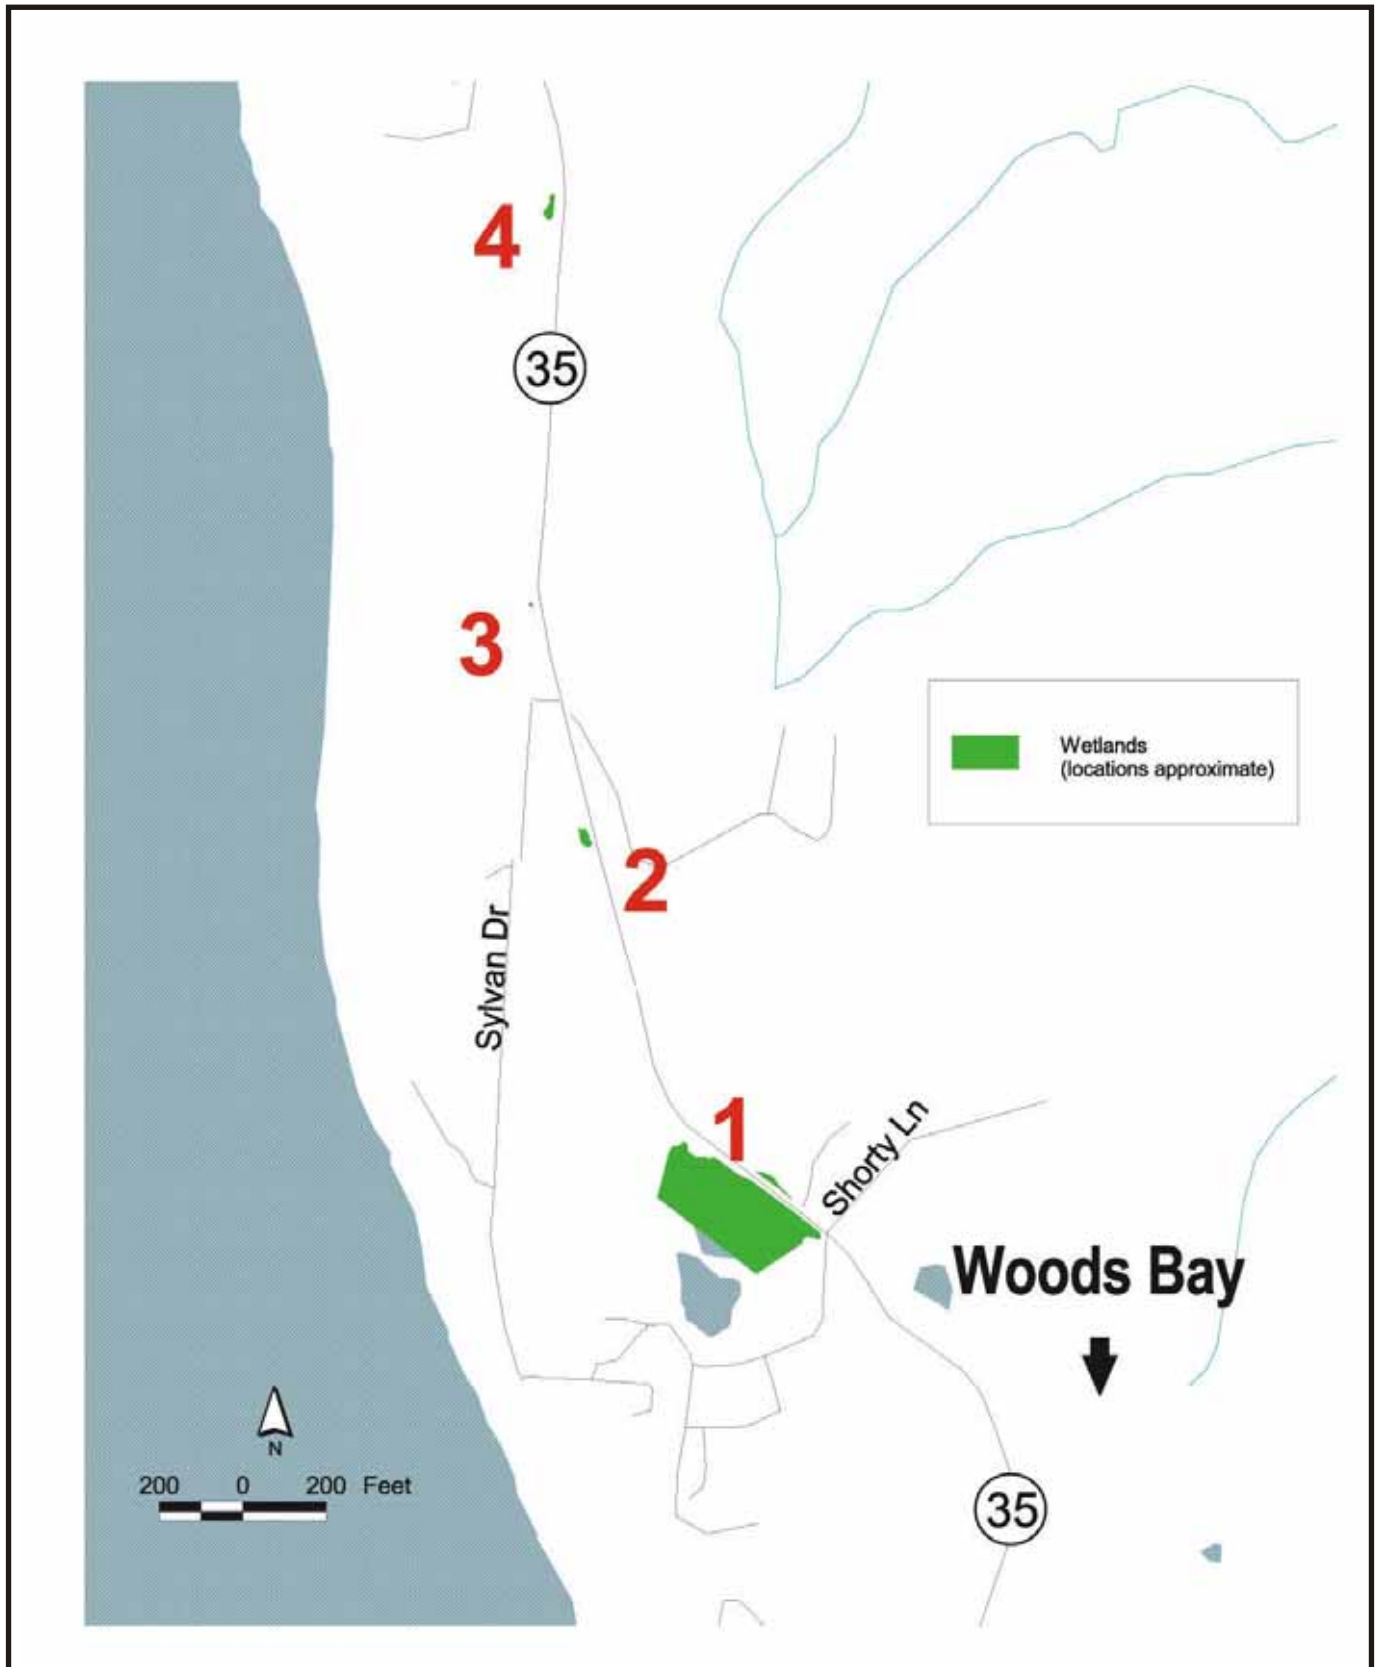 4
35
3
Wetlands
(locations approximate)
2
Sylvan Dr
1
Shorty Ln
Woods Bay
N
200 0 200 Feet
35